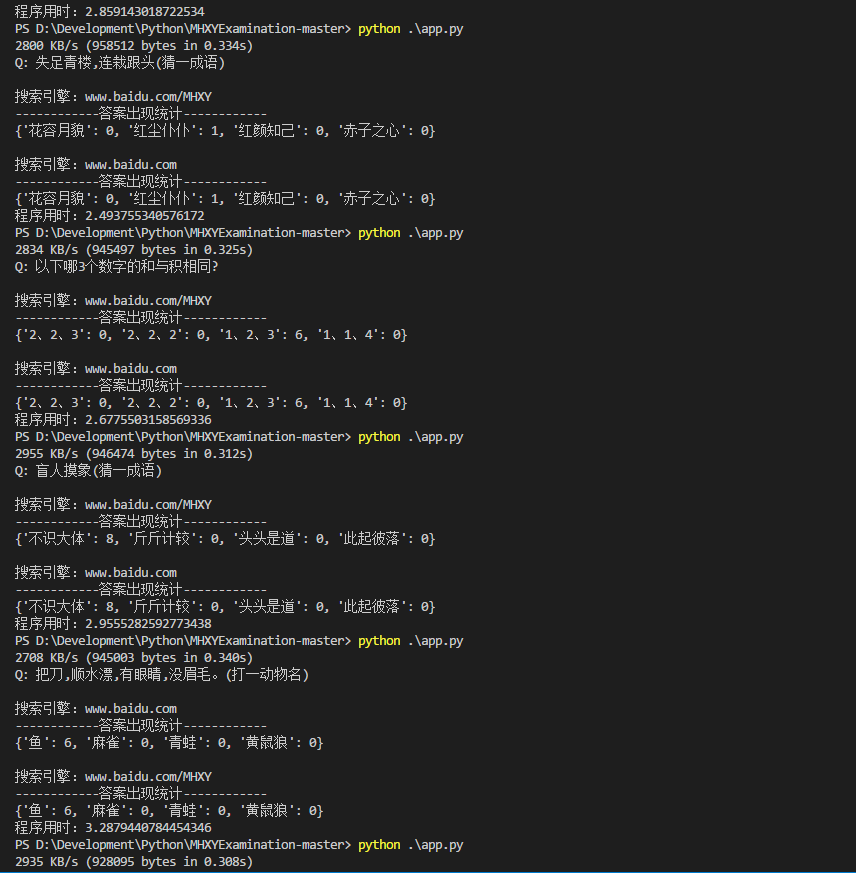 程序用时：2.859143018722534
PS D:\Development\Python\MHXYExamination-master> python .\app.py
2800 KB/s (958512 bytes in 0.334s)
Q: 失足青楼,连栽跟头(猜一成语)
搜索引擎：www.baidu.com/MHXY
------------答案出现统计------------
{'花容月貌': 0, '红尘仆仆': 1, '红颜知己': 0, '赤子之心': 0}
搜索引擎：www.baidu.com
------------答案出现统计------------
{'花容月貌': 0, '红尘仆仆': 1, '红颜知己': 0, '赤子之心': 0}
程序用时：2.493755340576172
PS D:\Development\Python\MHXYExamination-master> python .\app.py
2834 KB/s (945497 bytes in 0.325s)
Q: 以下哪3个数字的和与积相同?
搜索引擎：www.baidu.com/MHXY
------------答案出现统计------------
{'2、2、3': 0, '2、2、2': 0, '1、2、3': 6, '1、1、4': 0}
搜索引擎：www.baidu.com
------------答案出现统计------------
{'2、2、3': 0, '2、2、2': 0, '1、2、3': 6, '1、1、4': 0}
程序用时：2.6775503158569336
PS D:\Development\Python\MHXYExamination-master> python .\app.py
2955 KB/s (946474 bytes in 0.312s)
Q: 盲人摸象(猜一成语)
搜索引擎：www.baidu.com/MHXY
------------答案出现统计------------
{'不识大体': 8, '斤斤计较': 0, '头头是道': 0, '此起彼落': 0}
搜索引擎：www.baidu.com
------------答案出现统计------------
{'不识大体': 8, '斤斤计较': 0, '头头是道': 0, '此起彼落': 0}
程序用时：2.9555282592773438
PS D:\Development\Python\MHXYExamination-master> python .\app.py
2708 KB/s (945003 bytes in 0.340s)
Q: 把刀,顺水漂,有眼睛,没眉毛。(打一动物名)
搜索引擎：www.baidu.com
------------答案出现统计------------
{'鱼': 6, '麻雀': 0, '青蛙': 0, '黄鼠狼': 0}
搜索引擎：www.baidu.com/MHXY
------------答案出现统计------------
{'鱼': 6, '麻雀': 0, '青蛙': 0, '黄鼠狼': 0}
程序用时：3.2879440784454346
PS D:\Development\Python\MHXYExamination-master> python .\app.py
2935 KB/s (928095 bytes in 0.308s)